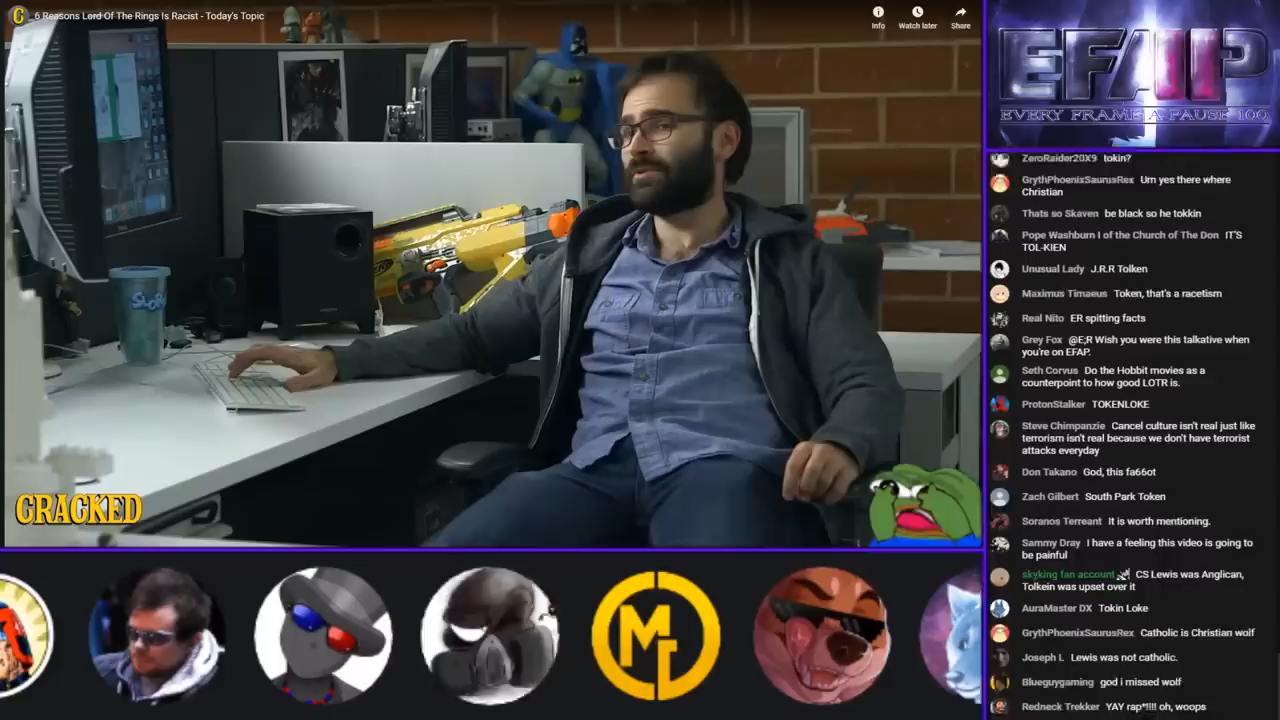 6 Reasons Lord Of The Rings Is Racist - Today's Topic
Info
Watch later
Share
CRACKED
EFAP
EVERY FRAME A PAUSE 100
ZeroRaider20X9 tokin?
GrythPhoenixSaurusRex Um yes there where
Christian
Thats so Skaven be black so he tokkin
Pope Washburn I of the Church of The Don IT'S
TOL-KIEN
Unusual Lady J.R.R Tolken
Maximus Timaeus Token, that's a racetism
Real Nito ER spitting facts
Grey Fox @E;R Wish you were this talkative when
you're on EFAP.
Seth Corvus Do the Hobbit movies as a
counterpoint to how good LOTR is.
ProtonStalker TOKENLOKE
Steve Chimpanzie Cancel culture isn't real just like
terrorism isn't real because we don't have terrorist
attacks everyday
Don Takano God, this fa66ot
Zach Gilbert South Park Token
Soranos Terreant It is worth mentioning.
Sammy Dray I have a feeling this video is going to
be painful
skyking fan account CS Lewis was Anglican,
Tolkein was upset over it
AuraMaster DX Tokin Loke
GrythPhoenixSaurusRex Catholic is Christian wolf
Joseph L Lewis was not catholic.
Blueguygaming god i missed wolf
Redneck Trekker YAY rap*!!!! oh, woops